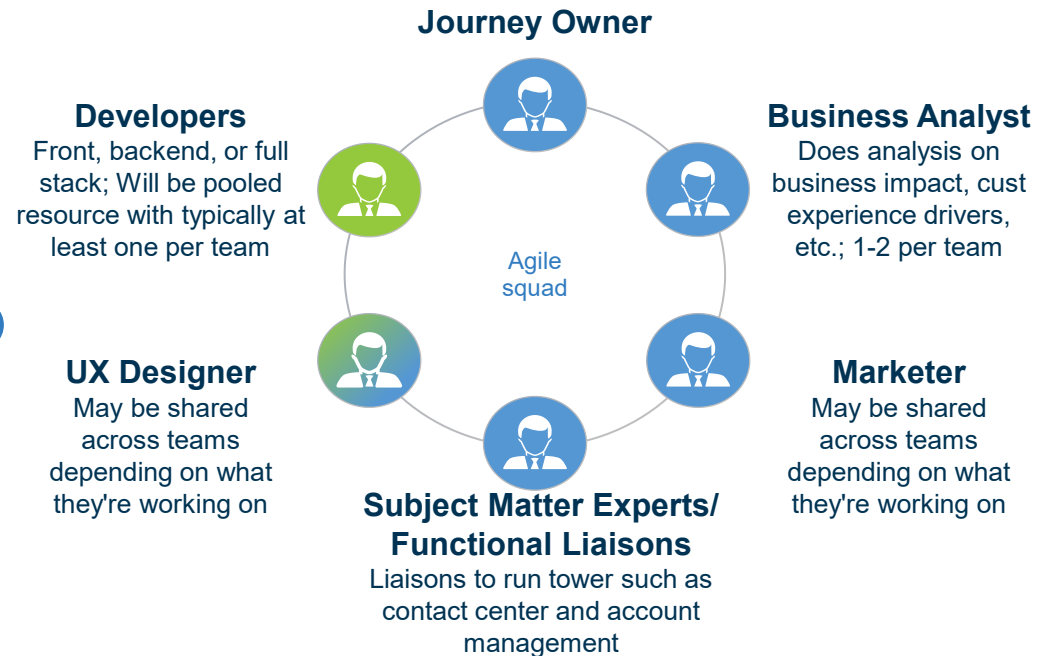 Journey Owner
Developers
Front, backend, or full
stack; Will be pooled
resource with typically at
least one per team
Business Analyst
Does analysis on
business impact, cust
experience drivers,
etc.; 1-2 per team
Agile
squad
UX Designer
May be shared
across teams
depending on what
they're working on
Marketer
May be shared
across teams
depending on what
they're working on
Subject Matter Experts/
Functional Liaisons
Liaisons to run tower such as
contact center and account
management